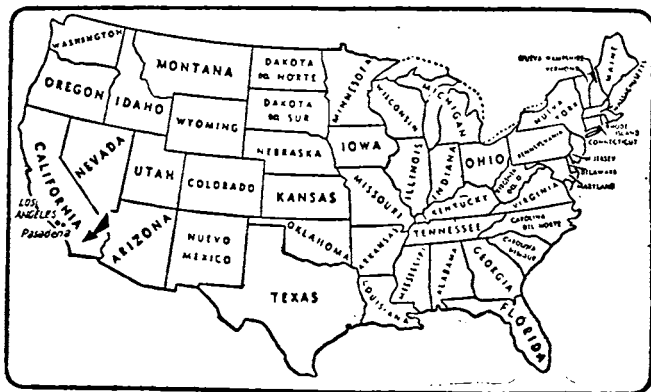 WASHINGTON
OREGON
CALIFORNIA
LOS
ANGELES
Pasadena
NEVADA
IDAHO
MONTANA
WYOMING
UTAH
ARIZONA
COLORADO
NUEVO
MEXICO
DAKOTA
DEL NORTE
DAKOTA
DEL SUR
NEBRASKA
KANSAS
OKLAHOMA
TEXAS
MINNESOTA
IOWA
MISSOURI
ARKANSAS
LOUISIANA
WISCONSIN
ILLINOIS
MICHIGAN
INDIANA
OHIO
KENTUCKY
TENNESSEE
MISSISSIPPI
ALABAMA
GEORGIA
FLORIDA
CAROLINA
DEL NORTE
CAROLINA
DEL SUR
VIRGINIA
VIRGINIA
PENNSYLVANIA
NUEVA
YORK
VERMONT
NUEVA HAMPSHIRE
MAINE
MASSACHUSETTS
RHODE
ISLAND
CONNECTICUT
JERSEY
DELAWARD
MARYLAND